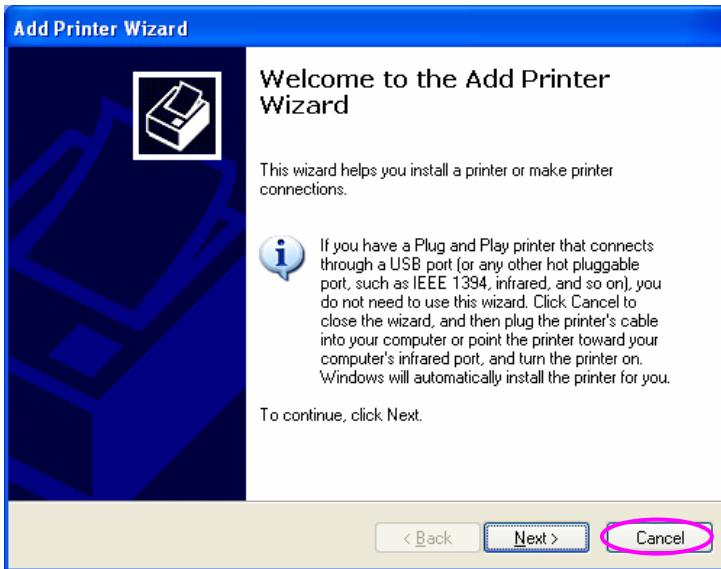 Add Printer Wizard
Welcome to the Add Printer
Wizard
This wizard helps you install a printer or make printer
connections.
If you have a Plug and Play printer that connects
through a USB port (or any other hot pluggable
port, such as IEEE 1394, infrared, and so on), you
do not need to use this wizard. Click Cancel to
close the wizard, and then plug the printer's cable
into your computer or point the printer toward your
computer's infrared port, and turn the printer on.
Windows will automatically install the printer for you.
To continue, click Next.
< Back Next > Cancel